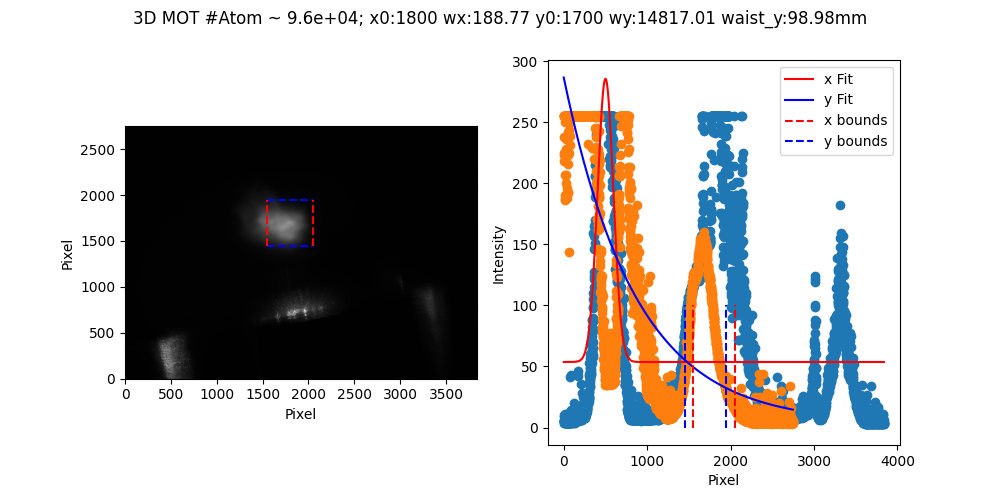 3D MOT #Atom ~ 9.6e+04; x0:1800 wx:188.77 y0:1700 wy:14817.01 waist_y:98.98mm
Pixel
2500
2000
1500
1000
500
0
0 500 1000 1500 2000 2500 3000 3500
Pixel
Intensity
300
250
200
150
100
50
0
0 1000 2000 3000 4000
Pixel
x Fit
y Fit
x bounds
y bounds